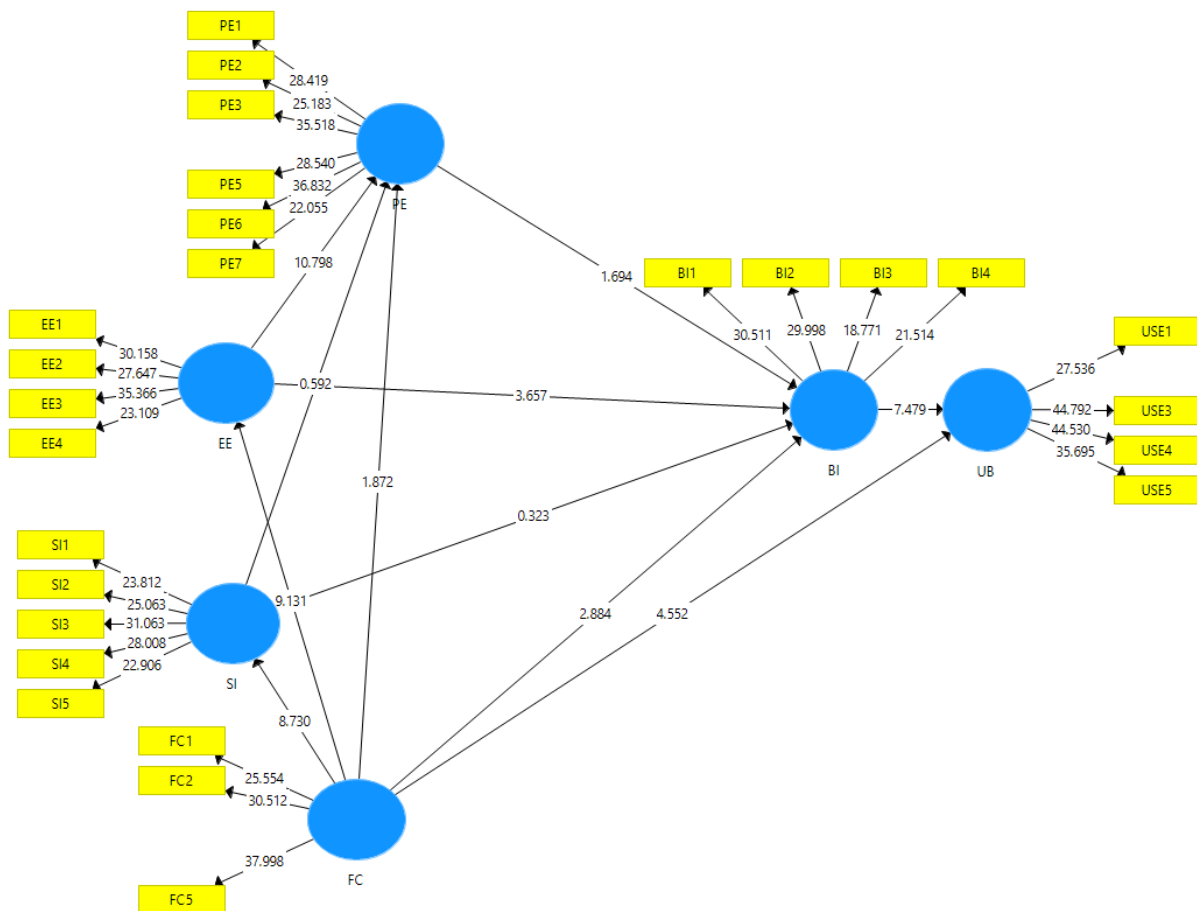 PE1
PE2
PE3
PE5
PE6
PE7
28.419
25.183
35.518
28.540
36.832
22.055
PE
10.798
1.694
BI1
BI2
BI3
BI4
30.511
29.998
18.771
21.514
USE1
USE3
USE4
USE5
27.536
44.792
44.530
35.695
EE1
EE2
EE3
EE4
30.158
27.647
35.366
23.109
EE
0.592
3.657
7.479
BI
UB
1.872
0.323
SI1
SI2
SI3
SI4
SI5
23.812
25.063
31.063
28.008
22.906
SI
9.131
2.884
4.552
8.730
FC1
FC2
FC5
25.554
30.512
37.998
FC